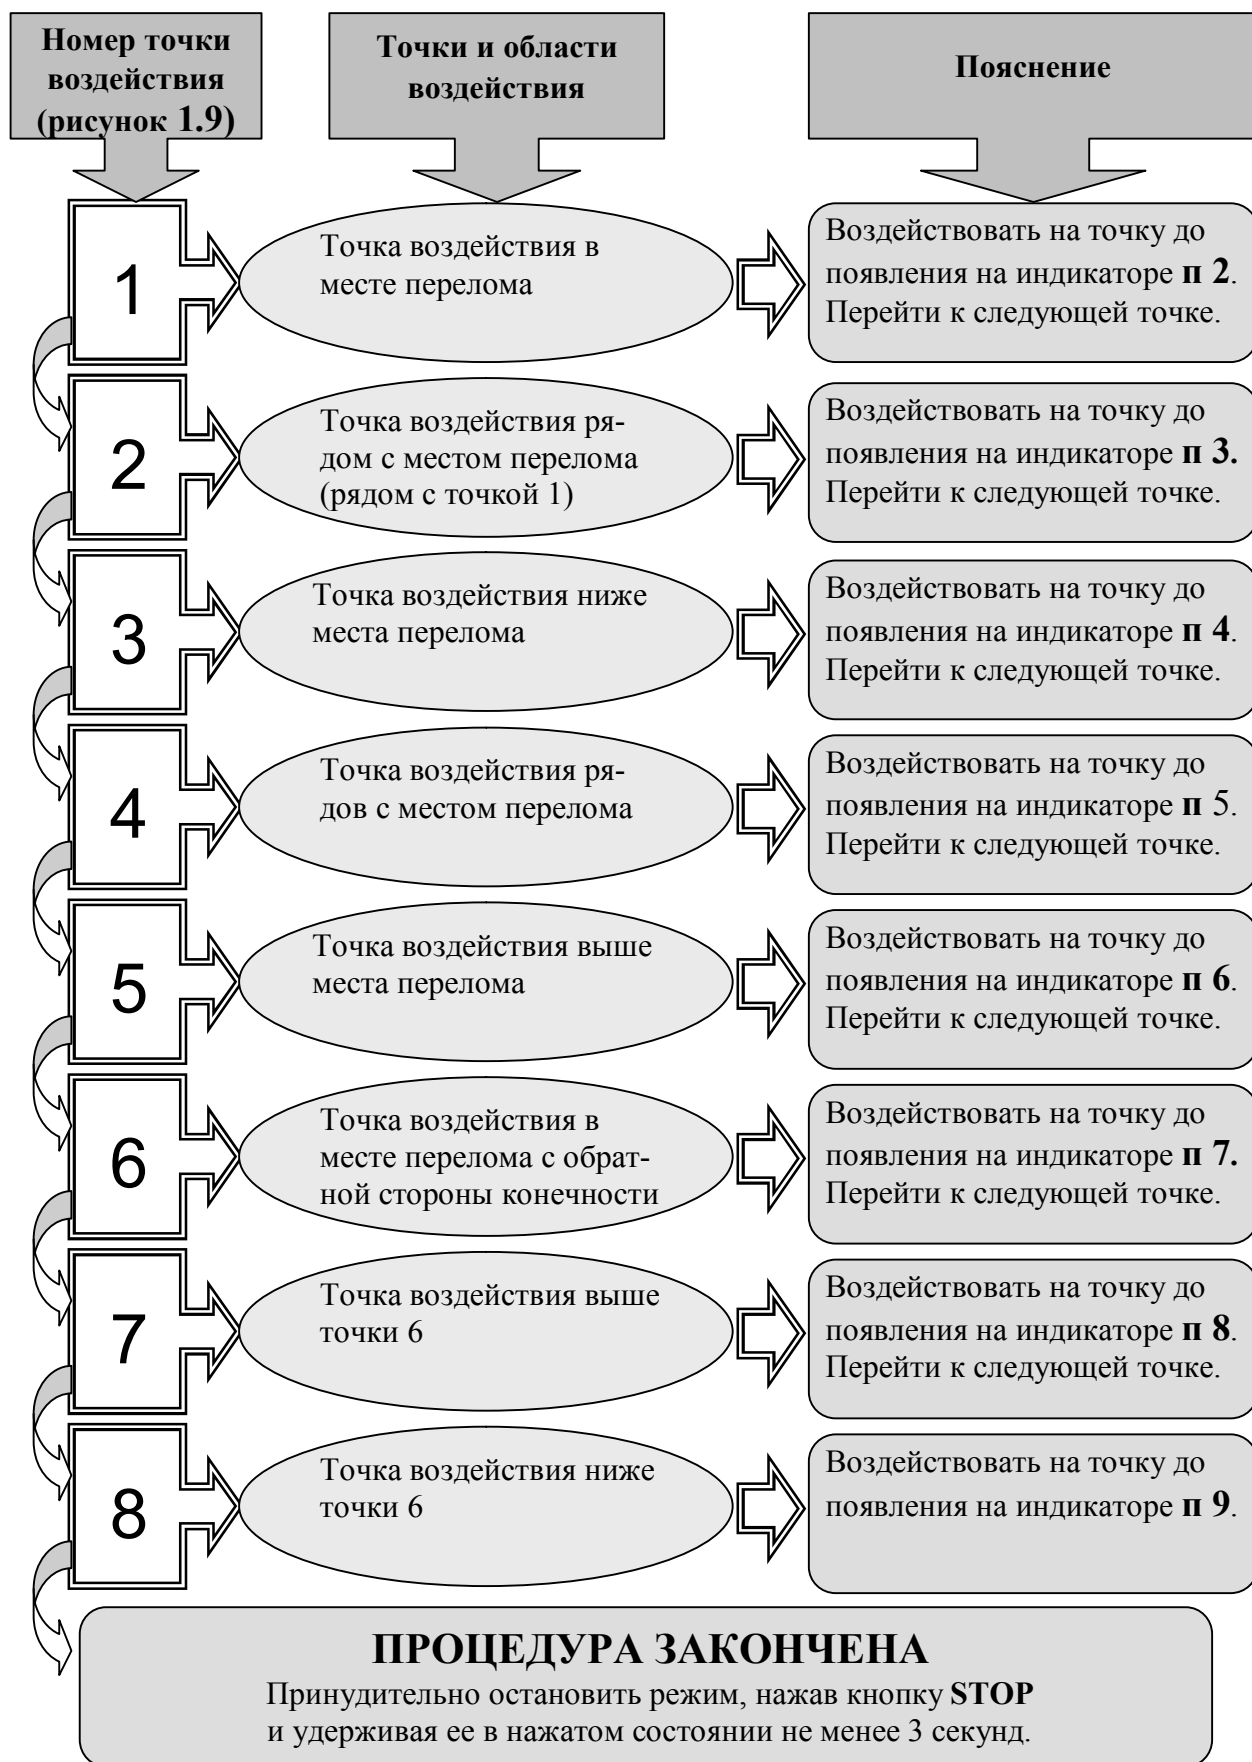 Номер точки
воздействия
(рисунок 1.9)
Точки и области
воздействия
Пояснение
1
Точка воздействия в
месте перелома
Воздействовать на точку до
появления на индикаторе п 2.
Перейти к следующей точке.
2
Точка воздействия ря-
дом с местом перелома
(рядом с точкой 1)
Воздействовать на точку до
появления на индикаторе п 3.
Перейти к следующей точке.
3
Точка воздействия ниже
места перелома
Воздействовать на точку до
появления на индикаторе п 4.
Перейти к следующей точке.
4
Точка воздействия ря-
дов с местом перелома
Воздействовать на точку до
появления на индикаторе п 5.
Перейти к следующей точке.
5
Точка воздействия выше
места перелома
Воздействовать на точку до
появления на индикаторе п 6.
Перейти к следующей точке.
6
Точка воздействия в
месте перелома с обрат-
ной стороны конечности
Воздействовать на точку до
появления на индикаторе п 7.
Перейти к следующей точке.
7
Точка воздействия выше
точки 6
Воздействовать на точку до
появления на индикаторе п 8.
Перейти к следующей точке.
8
Точка воздействия ниже
точки 6
Воздействовать на точку до
появления на индикаторе п 9.
ПРОЦЕДУРА ЗАКОНЧЕНА
Принудительно остановить режим, нажав кнопку STOP
и удерживая ее в нажатом состоянии не менее 3 секунд.